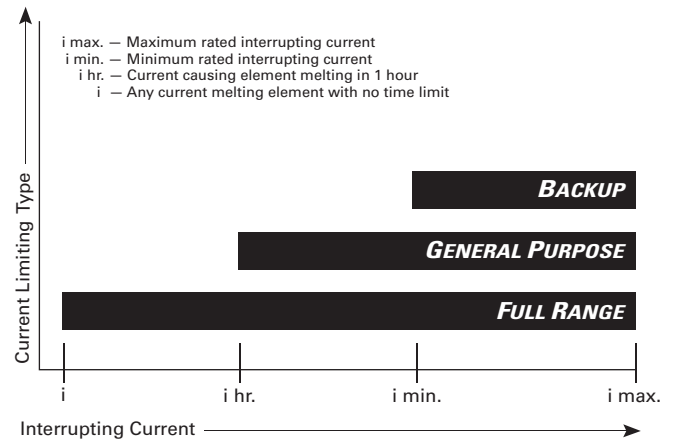 i max. — Maximum rated interrupting current
i min. — Minimum rated interrupting current
i hr. — Current causing element melting in 1 hour
i — Any current melting element with no time limit
Current Limiting Type
BACKUP
GENERAL PURPOSE
FULL RANGE
i i hr. i min. i max.
Interrupting Current